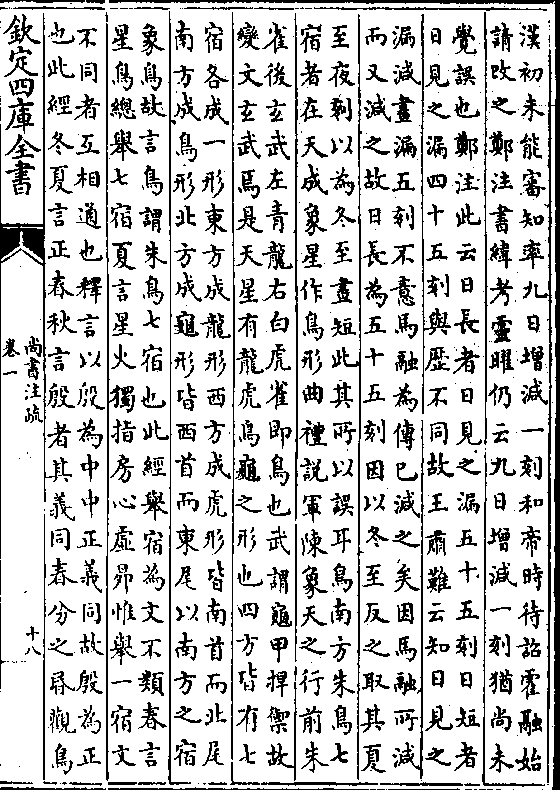 漢初未能審知率九日增減一刻和帝時待詔霍融始
請改之鄭注書緯考靈曜仍云九日增減一刻猶尚未
覺誤也鄭注此云日長者日見之漏五十五刻日短者
日見之漏四十五刻與歴不同故王肅難云知日見之
漏減晝漏五刻不意馬融為傳已減之矣因馬融所減
而又減之故日長為五十五刻因以冬至反之取其夏
至夜刻以為冬至晝短此其所以誤耳鳥南方朱鳥七
宿者在天成象星作鳥形曲禮說軍陳象天之行前朱
雀後玄武左青龍右白虎雀即鳥也武謂龜甲捍禦故
變文玄武焉是天星有龍虎鳥龜之形也四方皆有七
宿各成一形東方成龍形西方成虎形皆南首而北尾
南方成鳥形北方成龜形皆西首而東尾以南方之宿
象鳥故言鳥謂朱鳥七宿也此經舉宿為文不類春言
星鳥總舉七宿夏言星火獨指房心虛昴惟舉一宿文
不同者互相通也釋言以殷為中中正義同故殷為正
也此經冬夏言正春秋言殷者其義同春分之昏觀鳥
欽定四庫全書
尚書注疏
卷一
十八